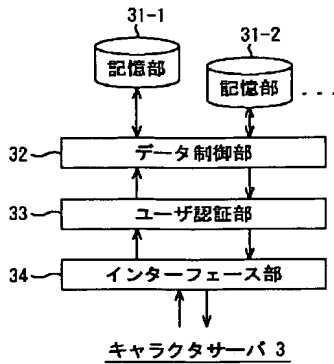 31-1
31-2
記憶部
記憶部
. . . .
32
データ制御部
33
ユーザ認証部
34
インターフェース部
キャラクタサーバ 3